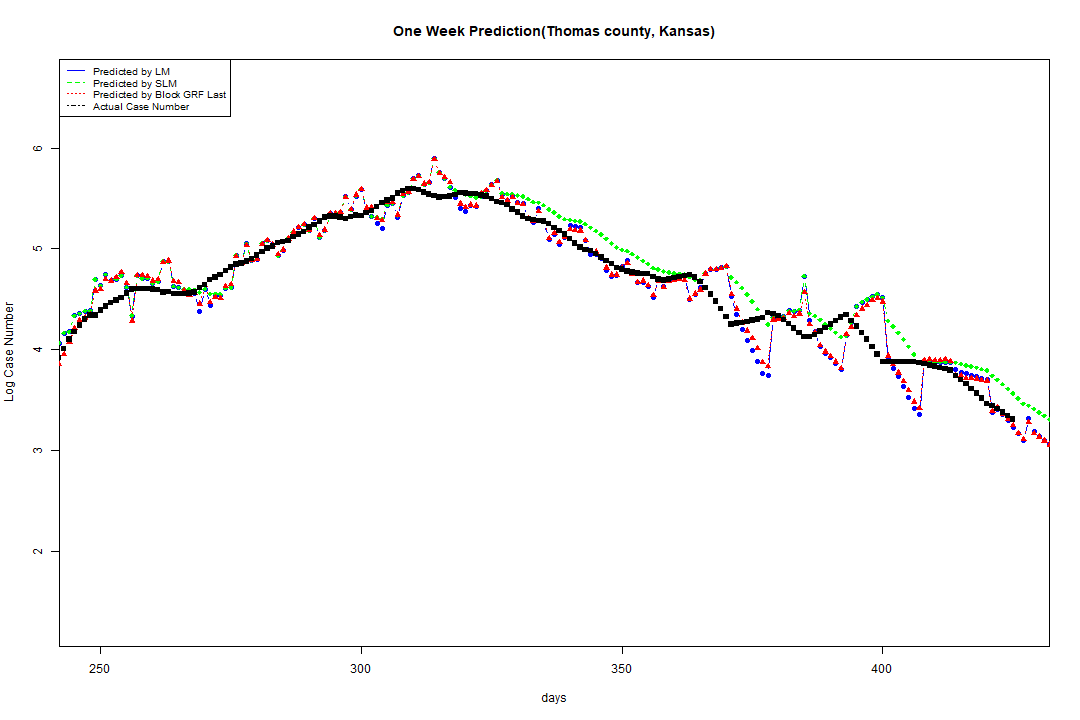 One Week Prediction(Thomas county, Kansas)
Predicted by LM
Predicted by SLM
Predicted by Block GRF Last
Actual Case Number
6
5
4
3
2
Log Case Number
250 300 350 400
days